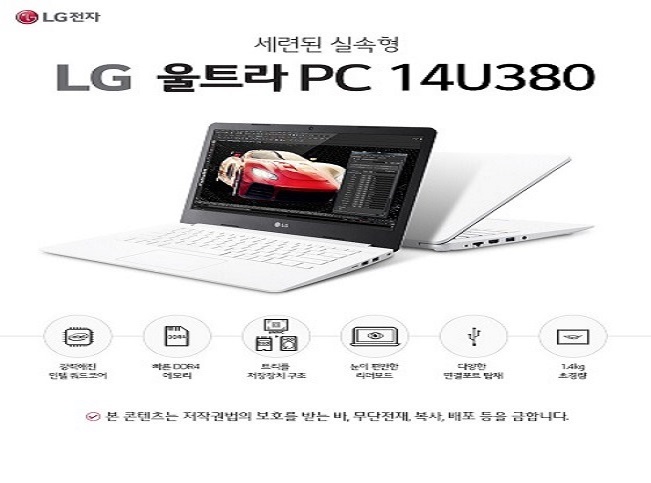 LG전자
세련된 실속형
LG 울트라 PC 14U380
LG
DDR4
강력해진
인텔 쿼드코어
빠른 DDR4
메모리
트리플
저장장치 구조
눈이 편안한
리더모드
다양한
연결포트 탑재
1.4kg
초경량
본 콘텐츠는 저작권법의 보호를 받는 바, 무단전재, 복사, 배포 등을 금합니다.